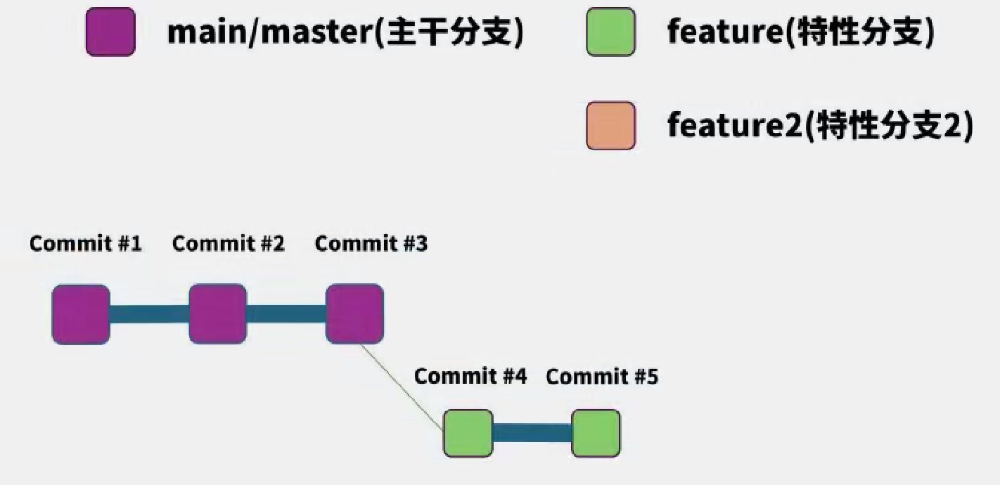 main/master(主干分支) feature(特性分支)
feature2(特性分支2)
Commit #1 Commit #2 Commit #3
Commit #4 Commit #5